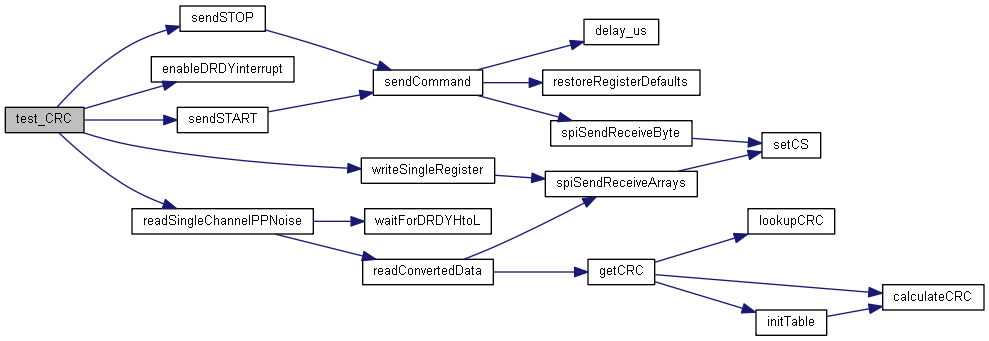 sendSTOP
delay_us
enableDRDYinterrupt
sendCommand
restoreRegisterDefaults
test_CRC
sendSTART
spiSendReceiveByte
setCS
writeSingleRegister
spiSendReceiveArrays
readSingleChannelPPNoise
waitForDRDYHtoL
lookupCRC
readConvertedData
getCRC
calculateCRC
initTable